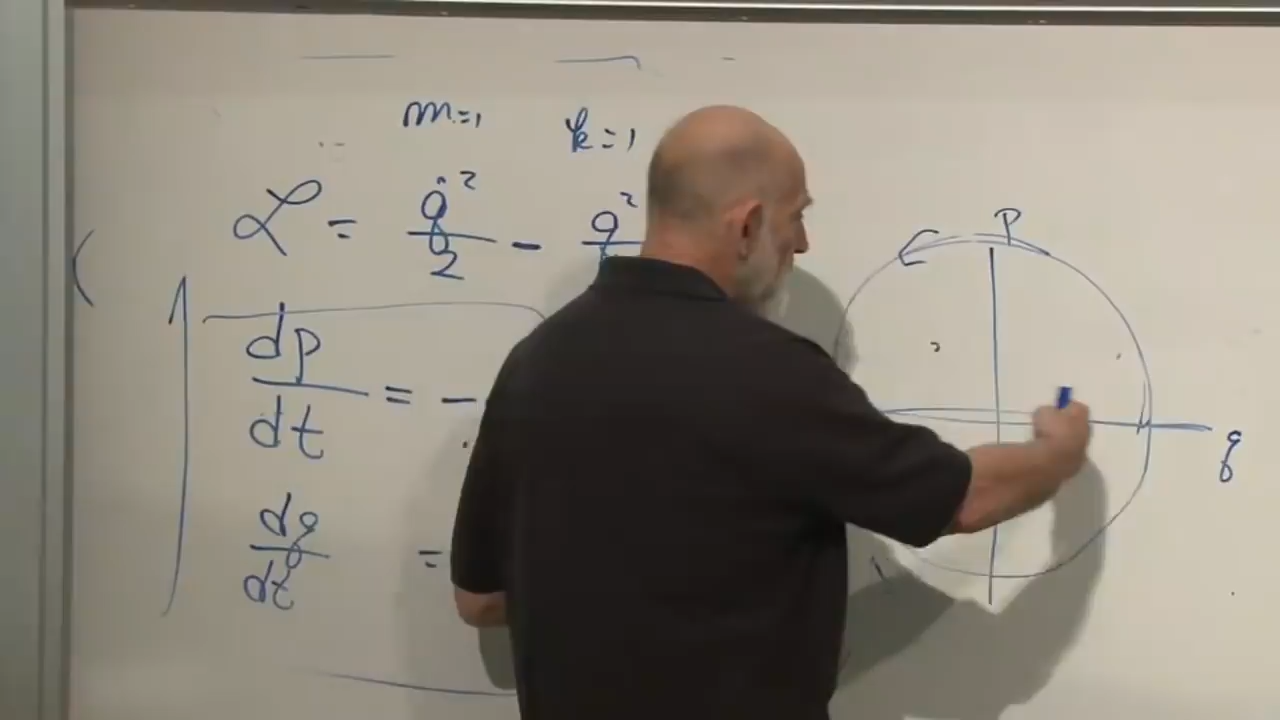 m=1 k=1
ℒ = q̇²/2 - q²
dp/dt = -
dq/dt =
p
q